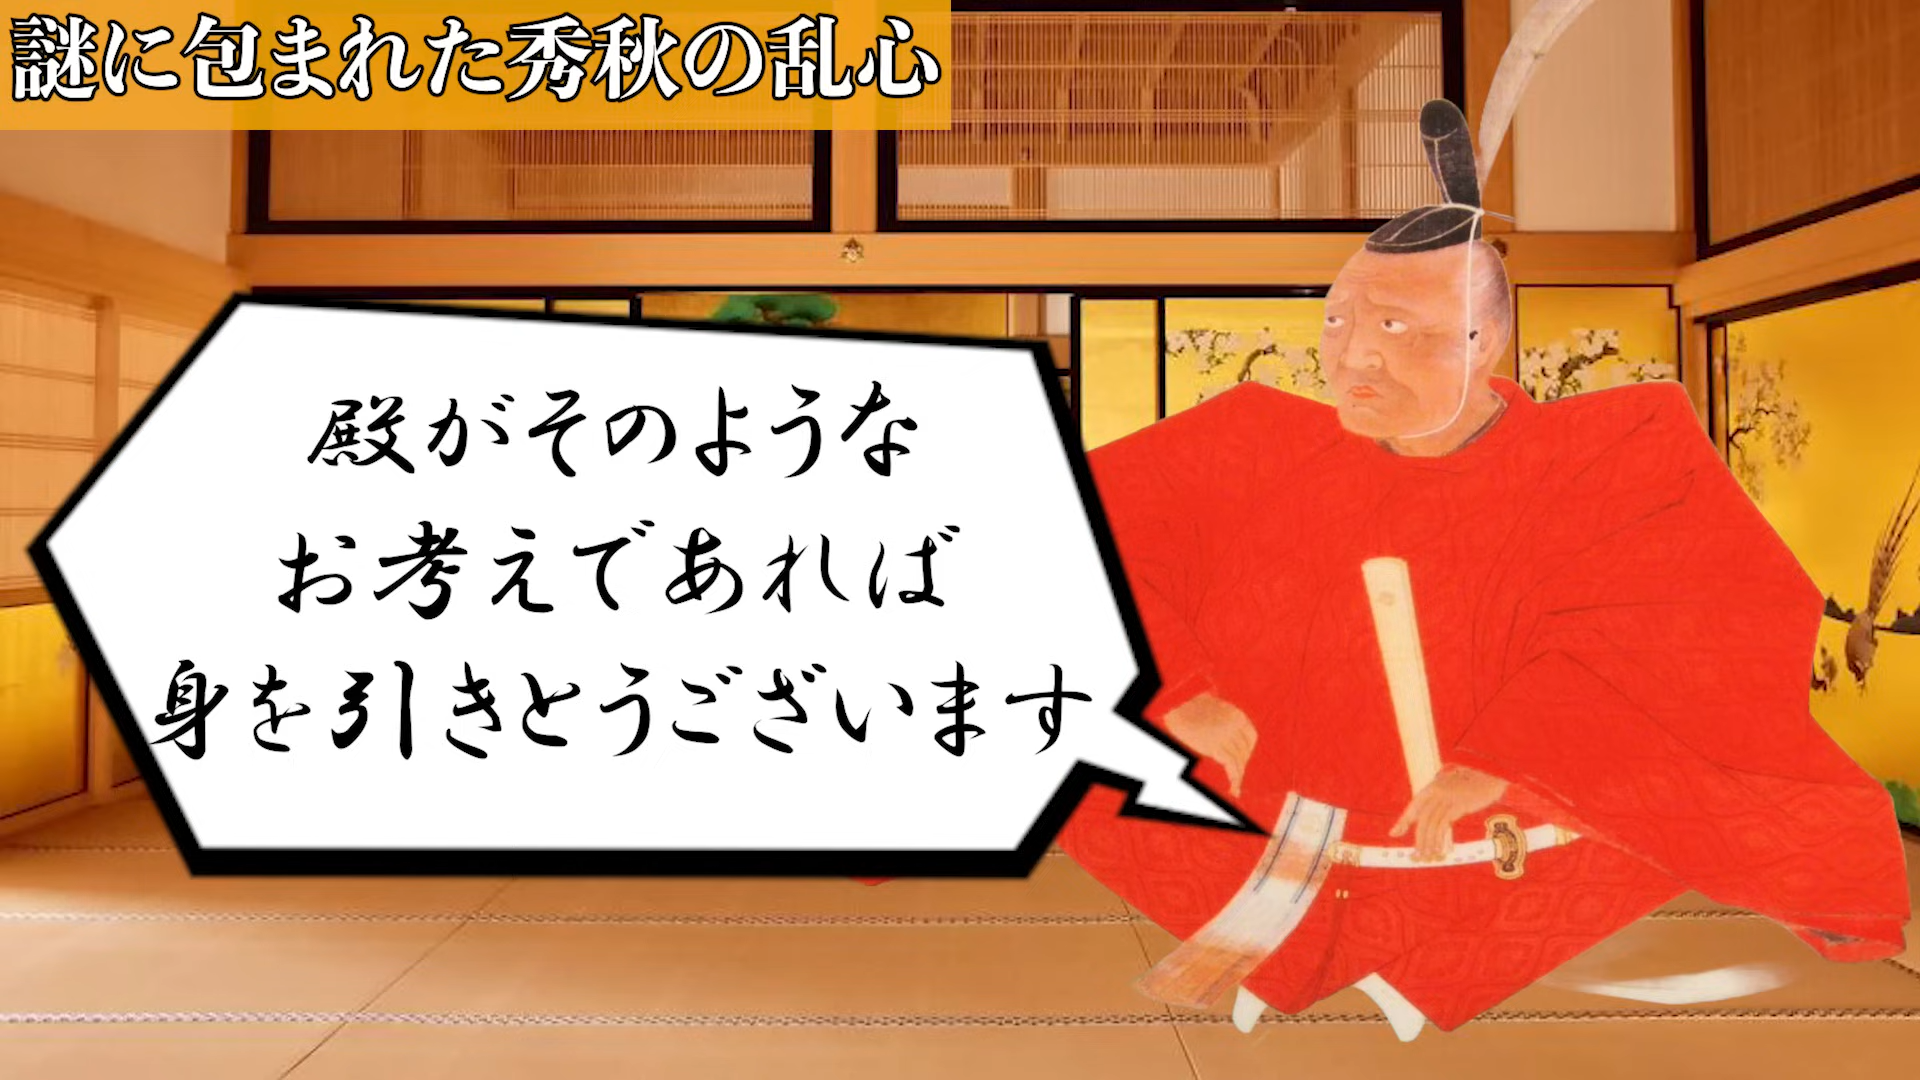 謎に包まれた秀秋の乱心
殿がそのような
お考えであれば
身を引きとうございます